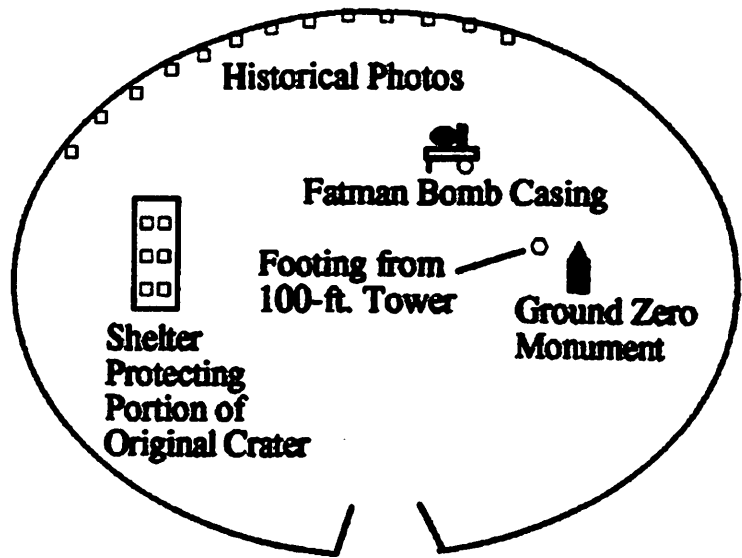 Historical Photos
Fatman Bomb Casing
Footing from
100-ft. Tower
Ground Zero
Monument
Shelter
Protecting
Portion of
Original Crater